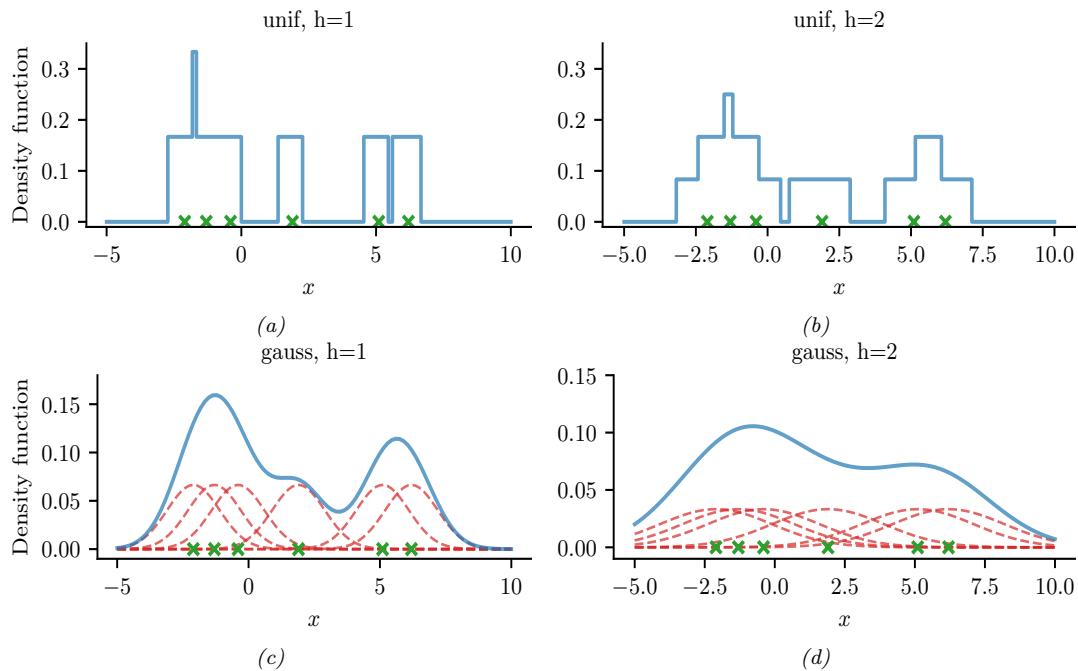 unif, h=1
Density function
0.3
0.2
0.1
0.0
−5
0
5
10
x
(a)
unif, h=2
0.3
0.2
0.1
0.0
−5.0
−2.5
0.0
2.5
5.0
7.5
10.0
x
(b)
gauss, h=1
Density function
0.15
0.10
0.05
0.00
−5
0
5
10
x
(c)
gauss, h=2
0.15
0.10
0.05
0.00
−5.0
−2.5
0.0
2.5
5.0
7.5
10.0
x
(d)